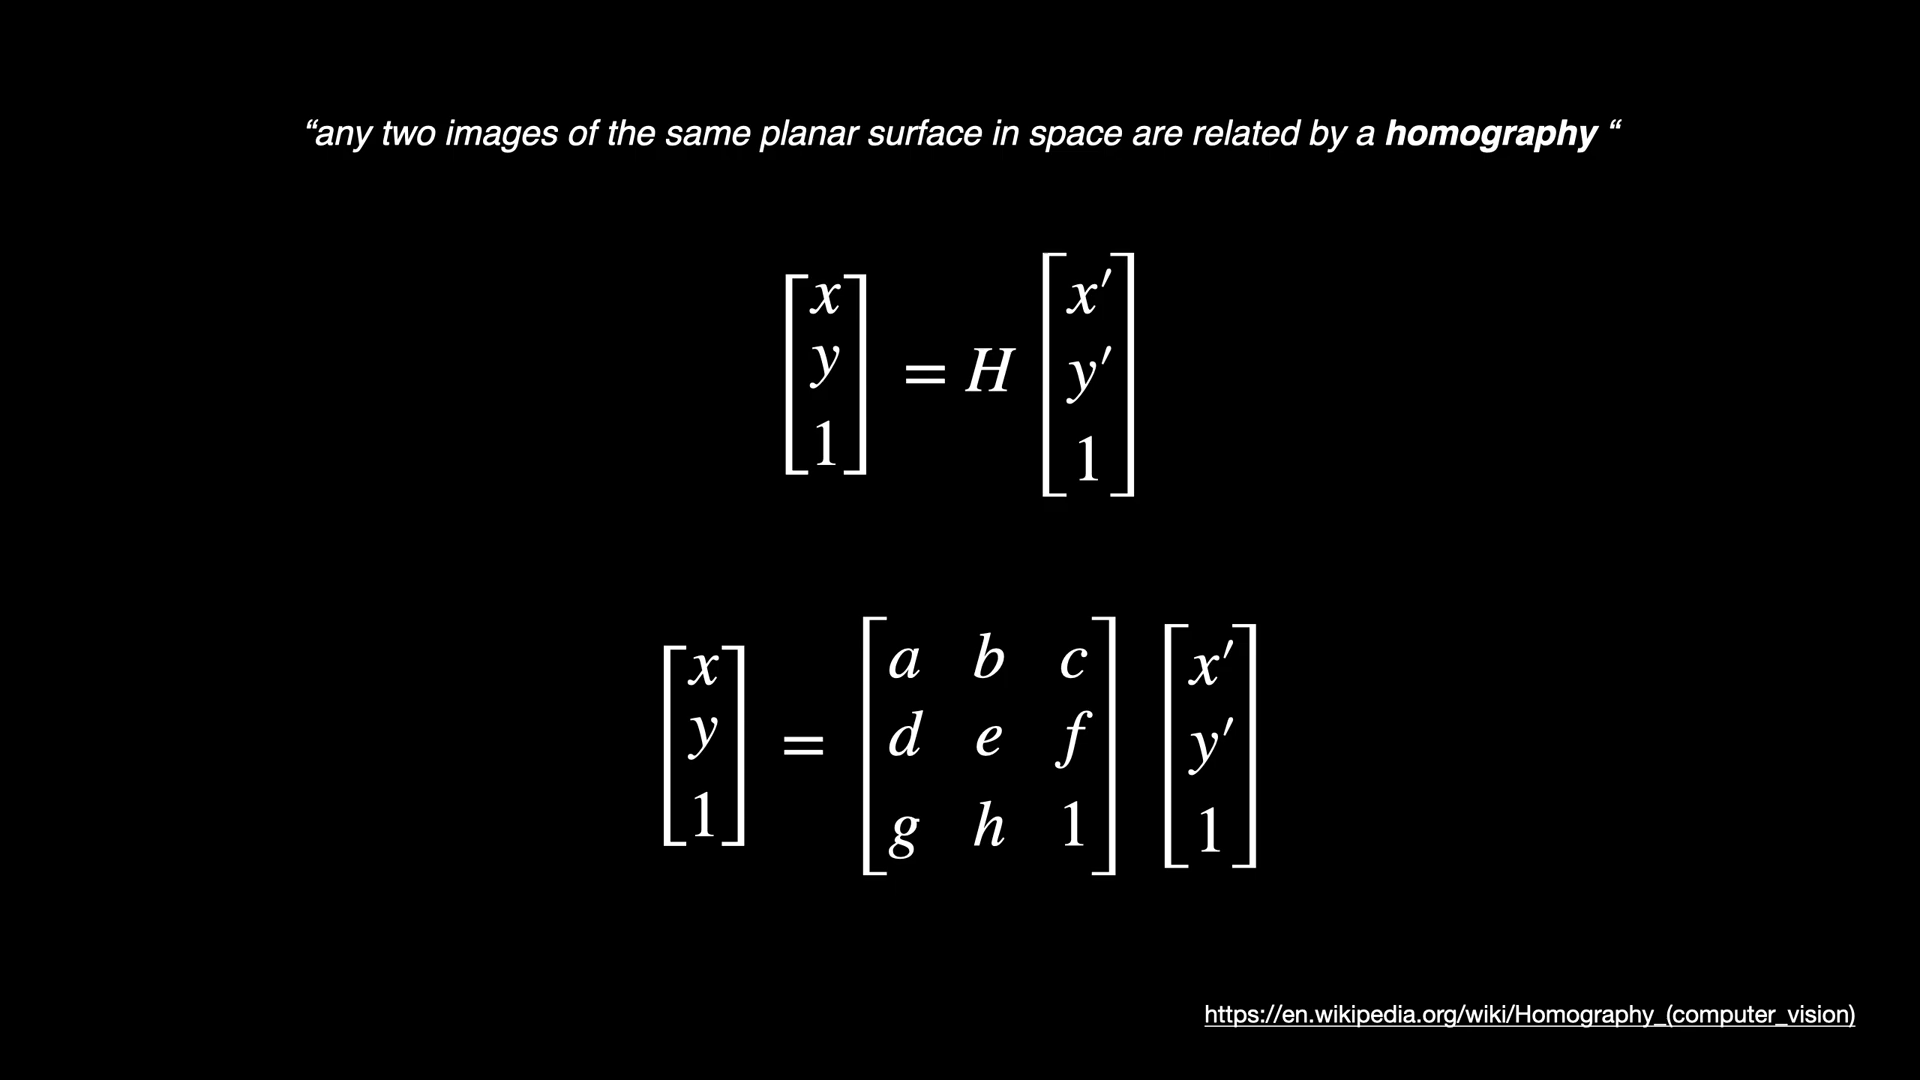 “any two images of the same planar surface in space are related by a homography “
[x y 1] = H [x′ y′ 1]
[x y 1] = [a b c d e f g h 1] [x′ y′ 1]
https://en.wikipedia.org/wiki/Homography_(computer_vision)